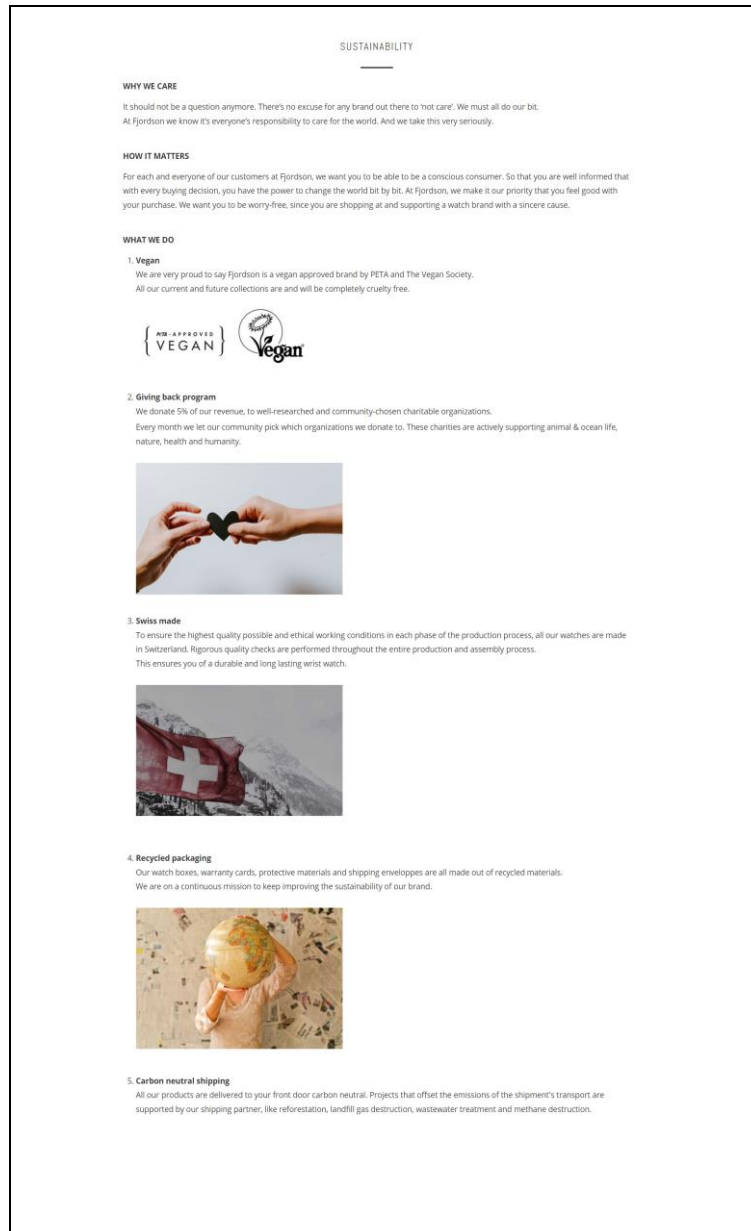 SUSTAINABILITY
WHY WE CARE
It should not be a question anymore. There's no excuse for any brand out there to 'not care'. We must all do our bit.
At Fjordson we know it's everyone's responsibility to care for the world. And we take this very seriously.
HOW IT MATTERS
For each and everyone of our customers at Fjordson, we want you to be able to be a conscious consumer. So that you are well informed that
with every buying decision, you have the power to change the world bit by bit. At Fjordson, we make it our priority that you feel good with
your purchase. We want you to be worry-free, since you are shopping at and supporting a watch brand with a sincere cause.
WHAT WE DO
1. Vegan
We are very proud to say Fjordson is a vegan approved brand by PETA and The Vegan Society.
All our current and future collections are and will be completely cruelty free.
PETA-APPROVED
VEGAN
Vegan
2. Giving back program
We donate 5% of our revenue, to well-researched and community-chosen charitable organizations.
Every month we let our community pick which organizations we donate to. These charities are actively supporting animal & ocean life,
nature, health and humanity.
3. Swiss made
To ensure the highest quality possible and ethical working conditions in each phase of the production process, all our watches are made
in Switzerland. Rigorous quality checks are performed throughout the entire production and assembly process.
This ensures you of a durable and long lasting wrist watch.
4. Recycled packaging
Our watch boxes, warranty cards, protective materials and shipping enveloppes are all made out of recycled materials.
We are on a continuous mission to keep improving the sustainability of our brand.
5. Carbon neutral shipping
All our products are delivered to your front door carbon neutral. Projects that offset the emissions of the shipment's transport are
supported by our shipping partner, like reforestation, landfill gas destruction, wastewater treatment and methane destruction.